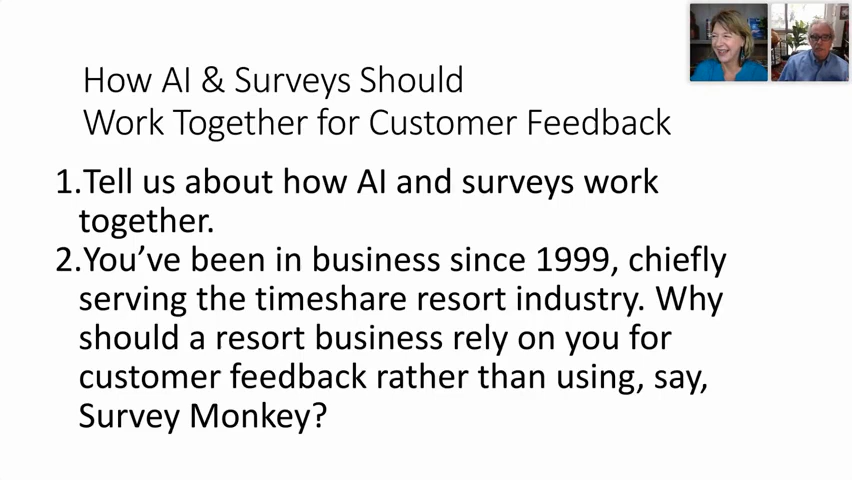 How AI & Surveys Should
Work Together for Customer Feedback
1.Tell us about how AI and surveys work
together.
2.You’ve been in business since 1999, chiefly
serving the timeshare resort industry. Why
should a resort business rely on you for
customer feedback rather than using, say,
Survey Monkey?